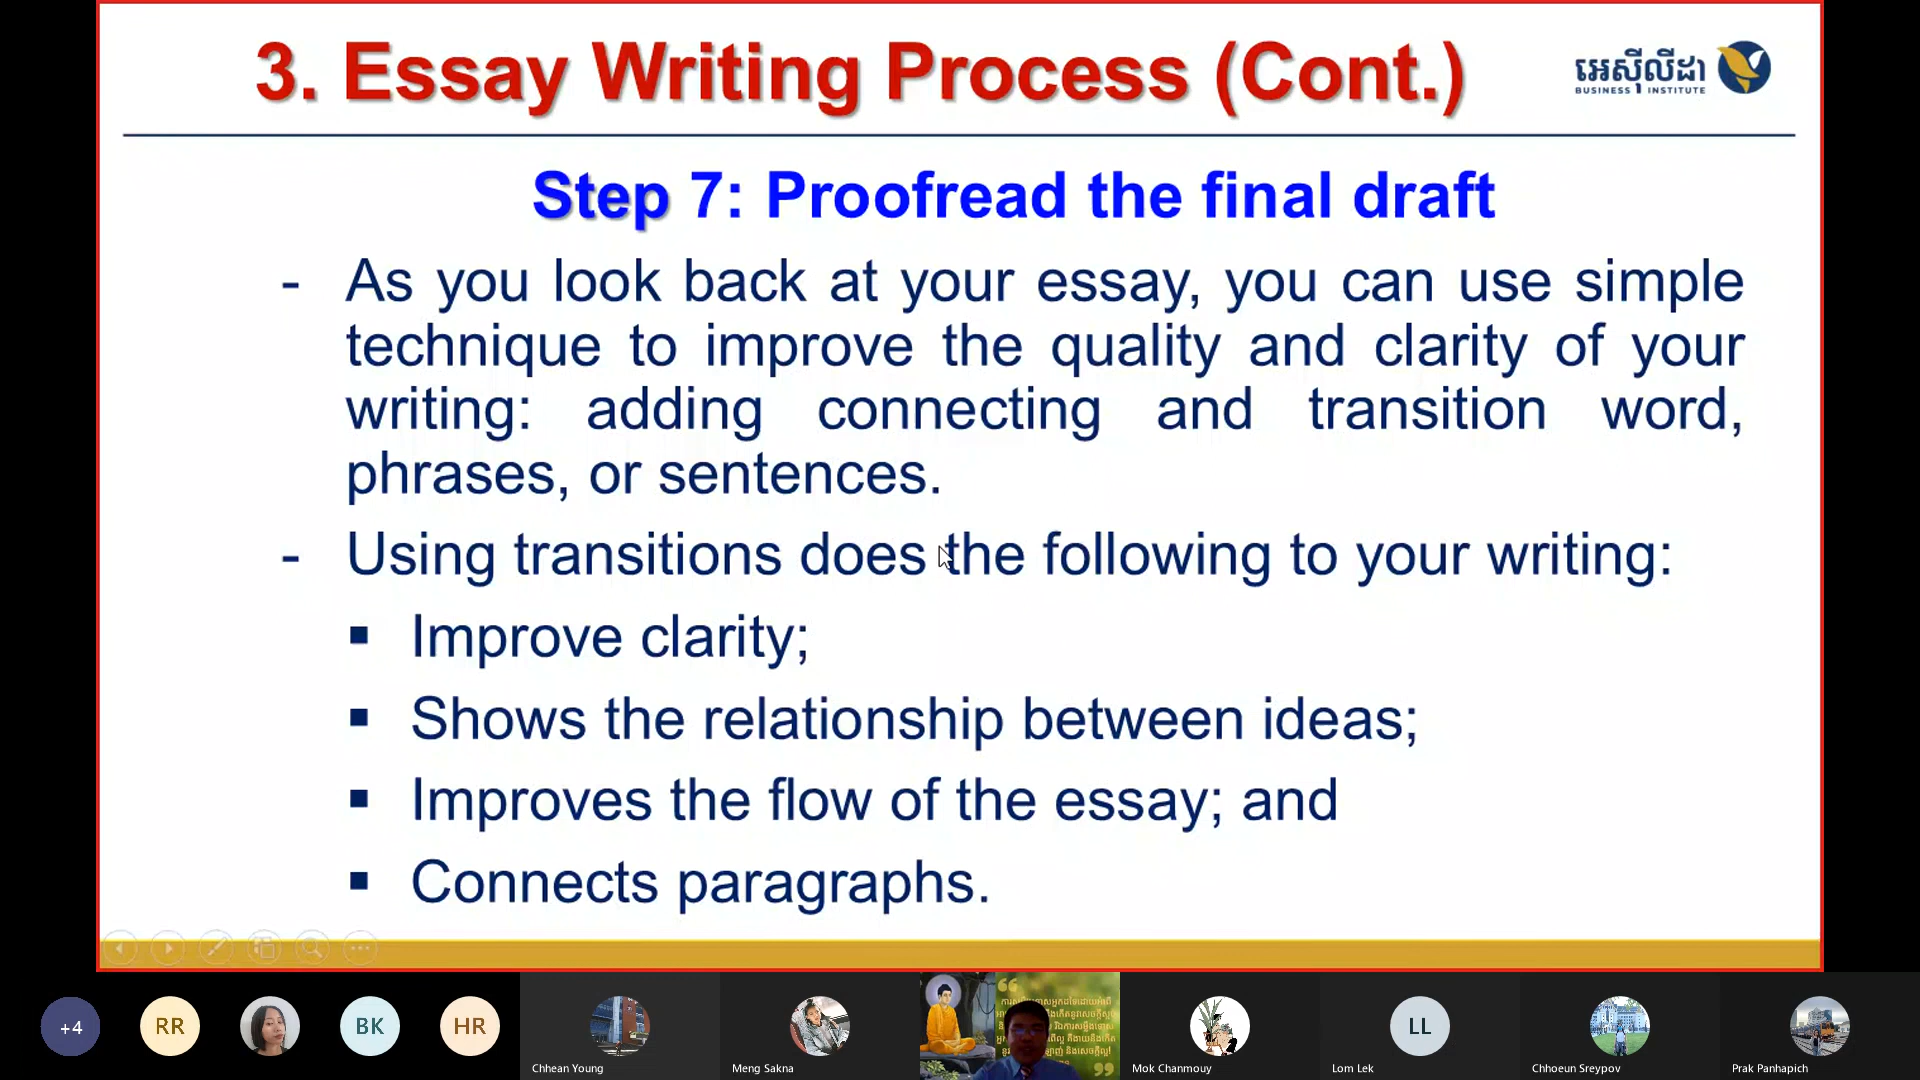 3. Essay Writing Process (Cont.)
អេស៊ីលីដា
BUSINESS INSTITUTE
Step 7: Proofread the final draft
- As you look back at your essay, you can use simple
technique to improve the quality and clarity of your
writing: adding connecting and transition word,
phrases, or sentences.
- Using transitions does the following to your writing:
▪ Improve clarity;
▪ Shows the relationship between ideas;
▪ Improves the flow of the essay; and
▪ Connects paragraphs.
+4
RR
BK
HR
LL
Chhean Young
Meng Sakna
Mok Chanmouy
Lom Lek
Chhoeun Sreypov
Prak Panhapich